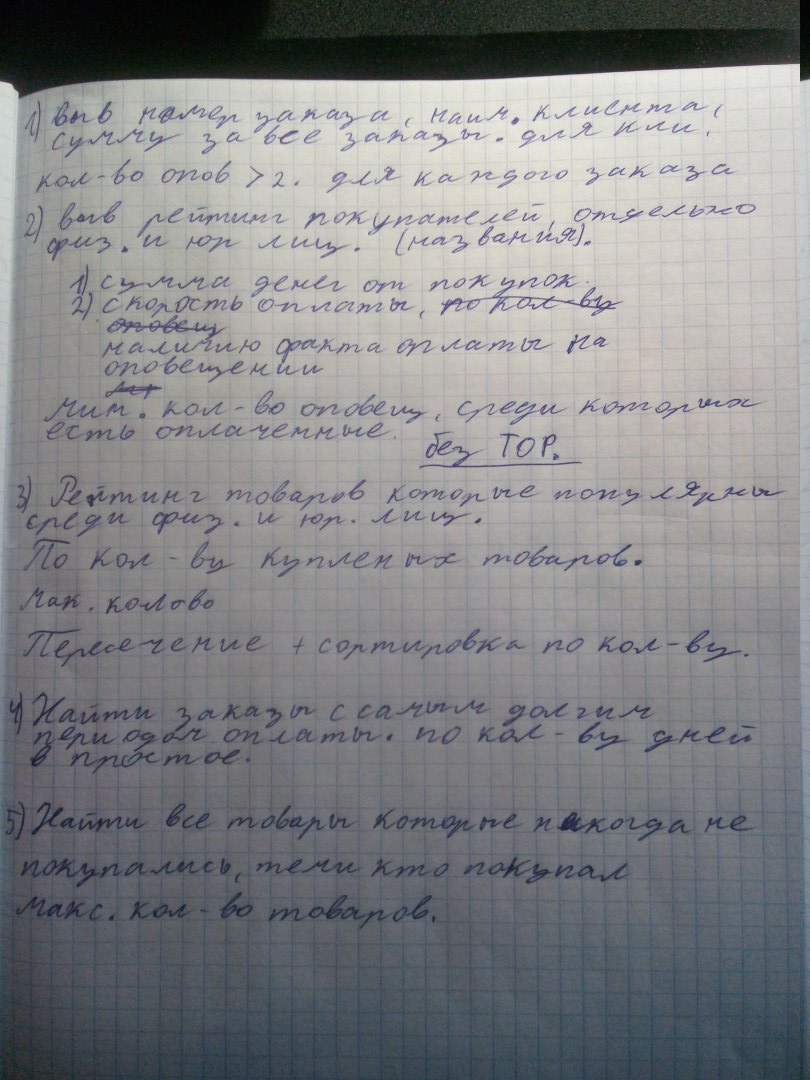 1) выв номер заказа, наим. клиента,
сумму за все заказы. для кли.
кол-во опов > 2. для каждого заказа
2) выв рейтинг покупателей, отдельно
физ. и юр лиц. (названия).
1) сумма денег от покупок.
2) скорость оплаты, по кол-ву
оповещ
наличию факта оплаты на
оповещении
мин. кол-во оповещ, среди которых
есть оплаченные.
без TOP.
3) Рейтинг товаров которые популярны
среди физ. и юр. лиц.
По кол-ву купленых товаров.
мак. колово
Пересечение + сортировка по кол-ву.
4) Найти заказы с самым долгим
периодом оплаты. по кол-ву дней
в простое.
5) Найти все товары которые никогда не
покупались, теми кто покупал
макс. кол-во товаров.